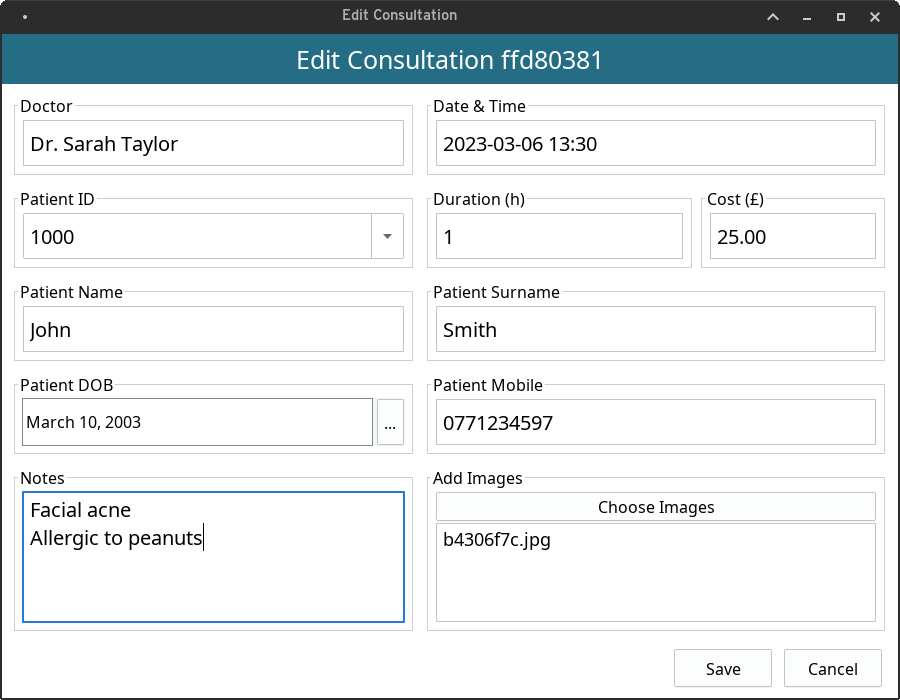 Edit Consultation
Edit Consultation ffd80381
Doctor
Dr. Sarah Taylor
Date & Time
2023-03-06 13:30
Patient ID
1000
Duration (h)
1
Cost (£)
25.00
Patient Name
John
Patient Surname
Smith
Patient DOB
March 10, 2003
...
Patient Mobile
0771234597
Notes
Facial acne
Allergic to peanuts
Add Images
Choose Images
b4306f7c.jpg
Save
Cancel